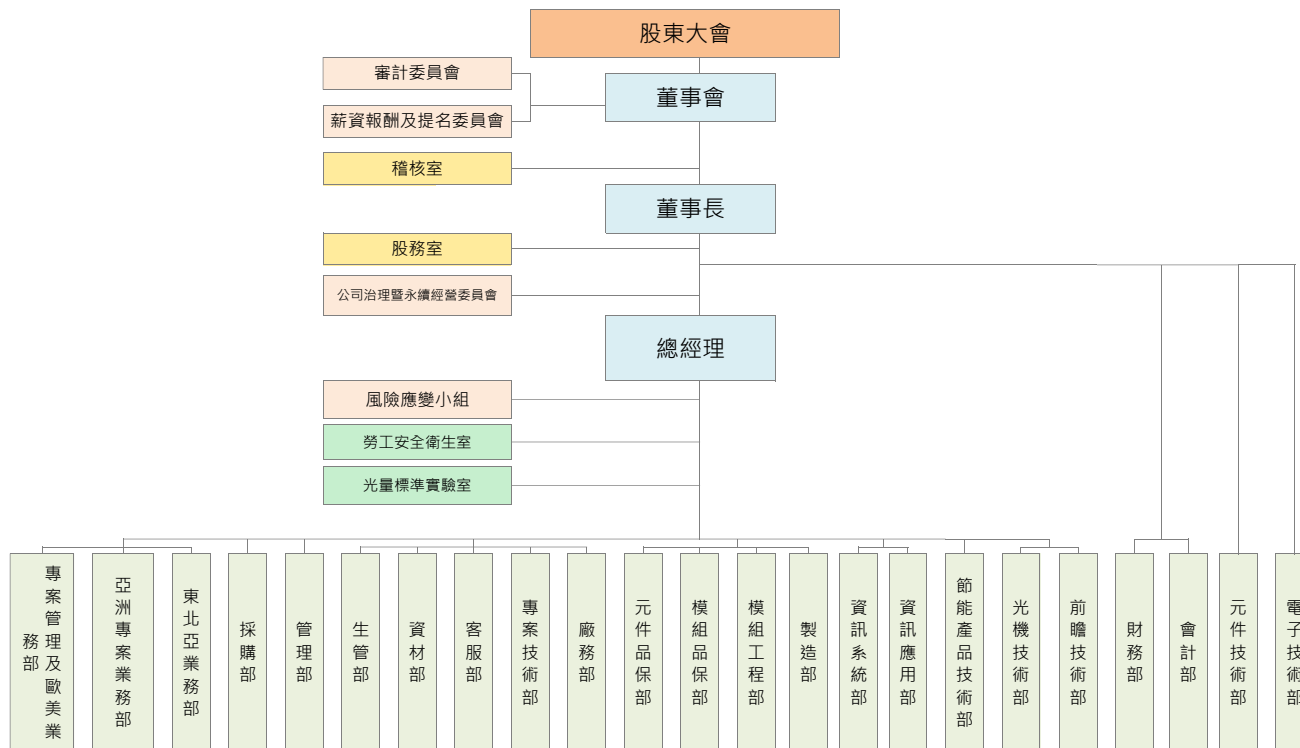 股東大會
審計委員會
董事會
薪資報酬及提名委員會
稽核室
董事長
股務室
公司治理暨永續經營委員會
總經理
風險應變小組
勞工安全衛生室
光量標準實驗室
專案管理及歐美業
務部
亞洲專案業務部
東北亞業務部
採購部
管理部
生管部
資材部
客服部
專案技術部
廠務部
元件品保部
模組品保部
模組工程部
製造部
資訊系統部
資訊應用部
節能產品技術部
光機技術部
前瞻技術部
財務部
會計部
元件技術部
電子技術部